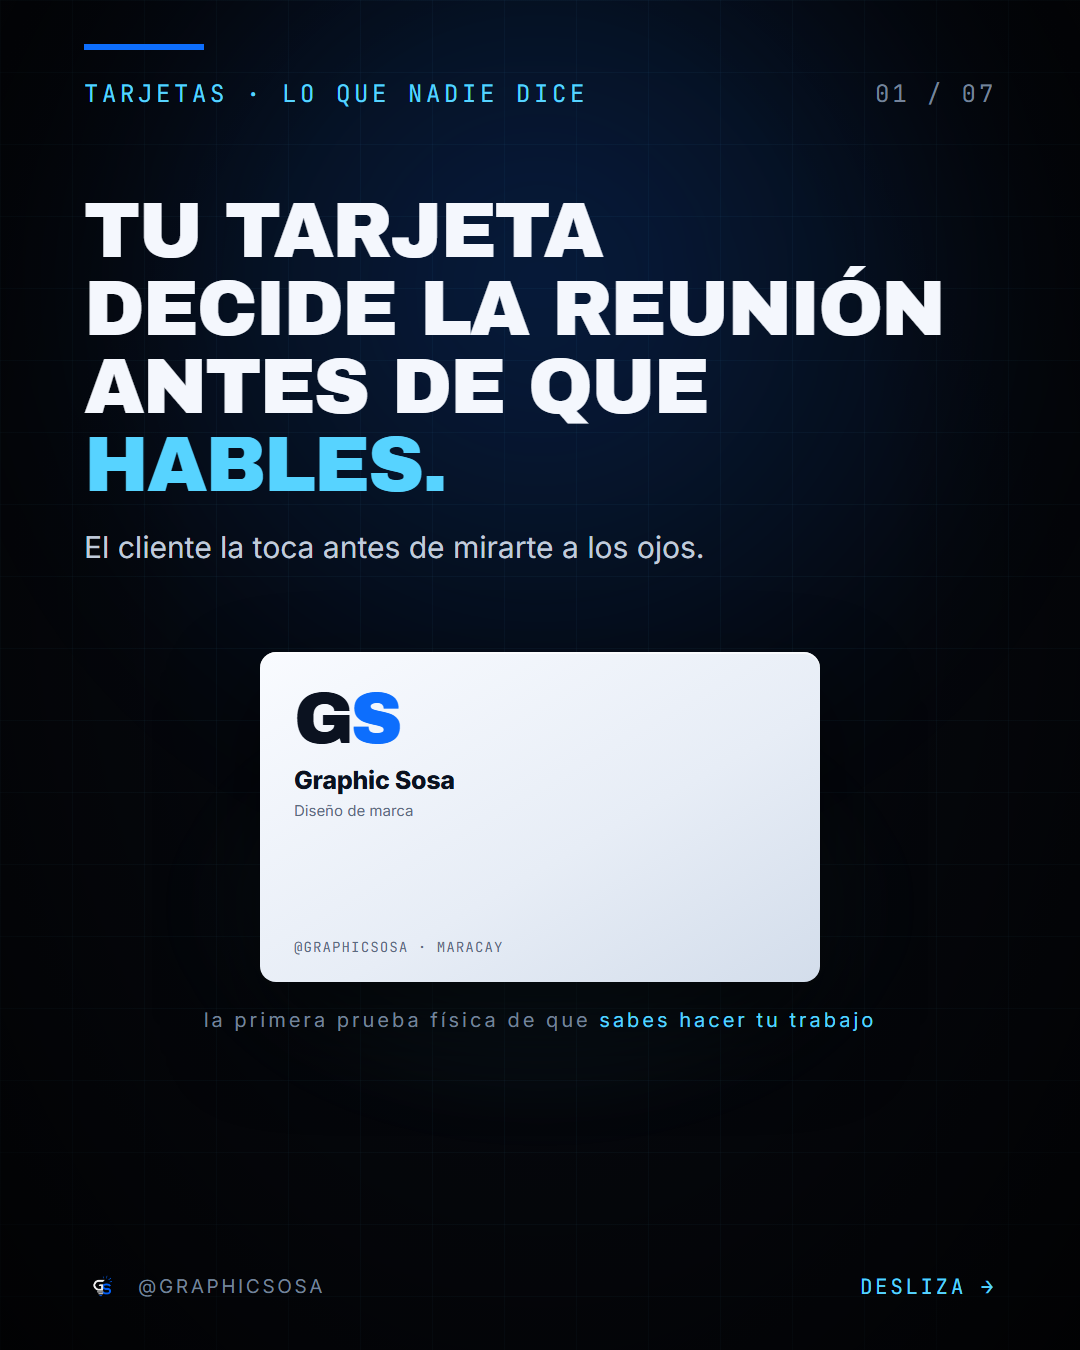 TARJETAS · LO QUE NADIE DICE
01 / 07
TU TARJETA
DECIDE LA REUNIÓN
ANTES DE QUE
HABLES.
El cliente la toca antes de mirarte a los ojos.
GS
Graphic Sosa
Diseño de marca
@GRAPHICSOSA · MARACAY
la primera prueba física de que sabes hacer tu trabajo
GS
@GRAPHICSOSA
DESLIZA →